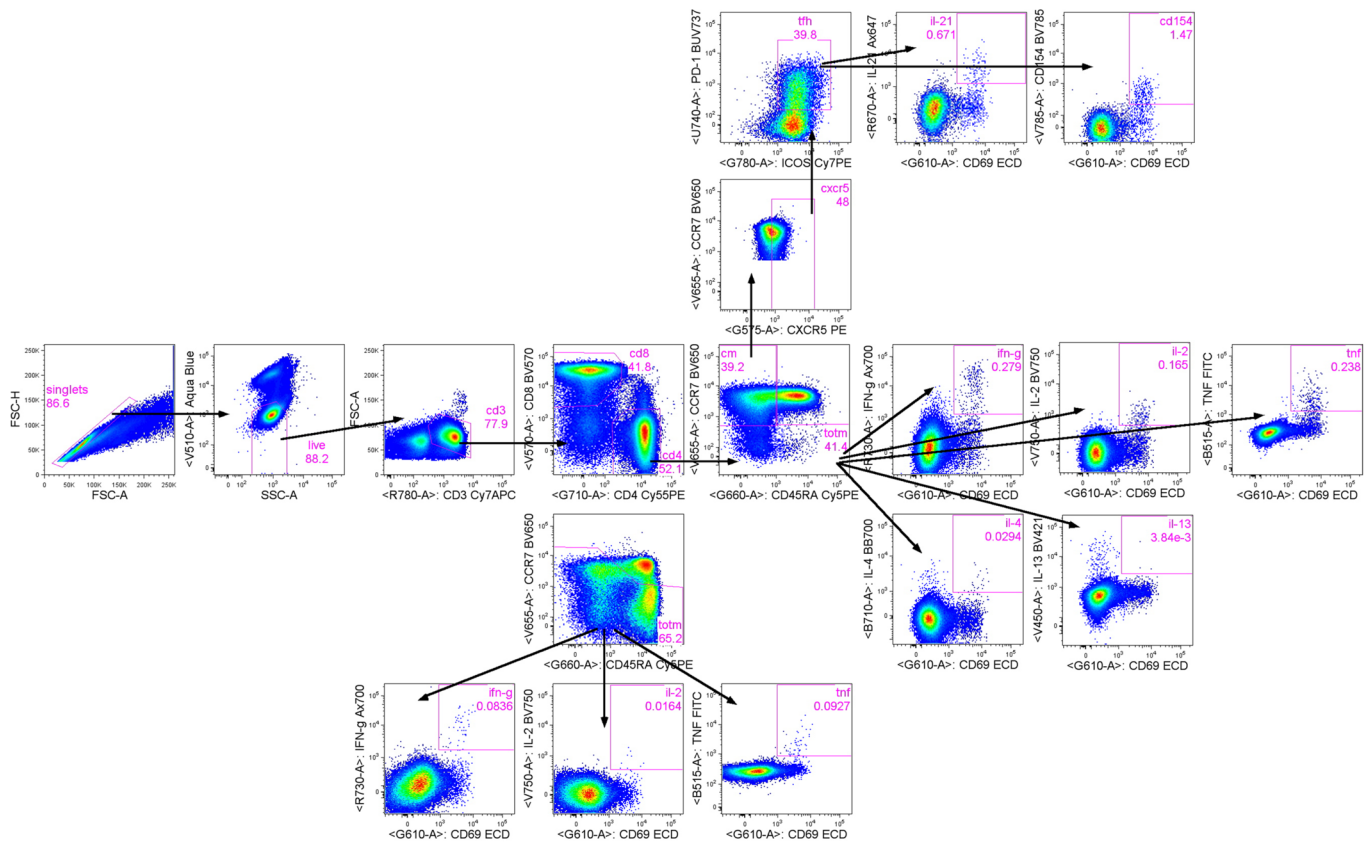 <U740-A>: PD-1 BUV737
tfh
39.8
<G780-A>: ICOS Cy7PE
<R670-A>: IL-21 Ax647
il-21
0.671
<G610-A>: CD69 ECD
<V785-A>: CD154 BV785
cd154
1.47
<G610-A>: CD69 ECD
<V655-A>: CCR7 BV650
cxcr5
48
<G575-A>: CXCR5 PE
FSC-H
singlets
86.6
FSC-A
<V510-A>: Aqua Blue
live
88.2
SSC-A
FSC-A
cd3
77.9
<R780-A>: CD3 Cy7APC
<V570-A>: CD8 BV570
cd8
41.8
cd4
52.1
<G710-A>: CD4 Cy55PE
<V655-A>: CCR7 BV650
cm
39.2
totm
41.4
<G660-A>: CD45RA Cy5PE
<R730-A>: IFN-g Ax700
ifn-g
0.279
<G610-A>: CD69 ECD
<V750-A>: IL-2 BV750
il-2
0.165
<G610-A>: CD69 ECD
<B515-A>: TNF FITC
tnf
0.238
<G610-A>: CD69 ECD
<V655-A>: CCR7 BV650
totm
65.2
<G660-A>: CD45RA Cy5PE
<B710-A>: IL-4 BB700
il-4
0.0294
<G610-A>: CD69 ECD
<V450-A>: IL-13 BV421
il-13
3.84e-3
<G610-A>: CD69 ECD
<R730-A>: IFN-g Ax700
ifn-g
0.0836
<G610-A>: CD69 ECD
<V750-A>: IL-2 BV750
il-2
0.0164
<G610-A>: CD69 ECD
<B515-A>: TNF FITC
tnf
0.0927
<G610-A>: CD69 ECD